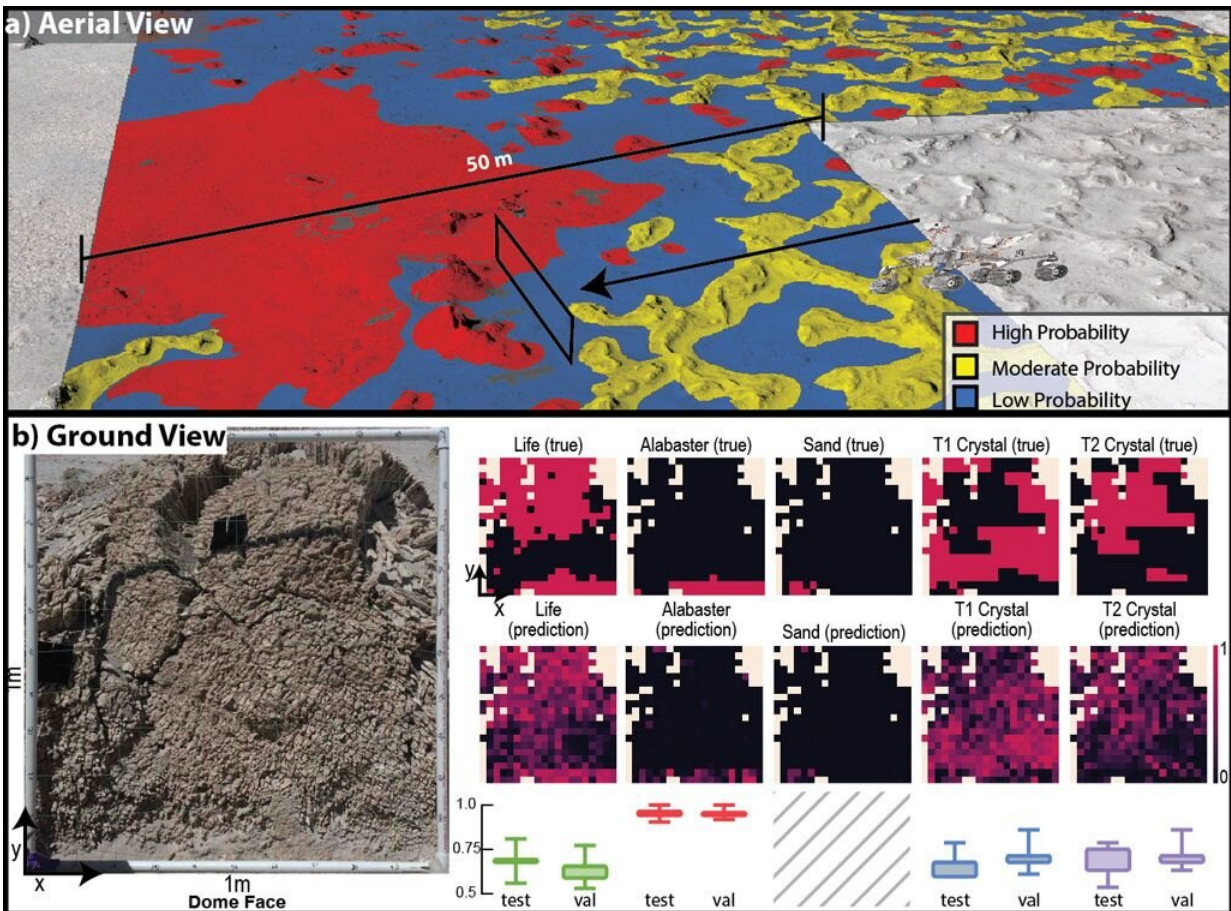 a) Aerial View
50 m
High Probability
Moderate Probability
Low Probability
b) Ground View
1m
y
x
1m
Dome Face
Life (true)
Alabaster (true)
Sand (true)
T1 Crystal (true)
T2 Crystal (true)
y
x
Life
(prediction)
Alabaster
(prediction)
Sand (prediction)
T1 Crystal
(prediction)
T2 Crystal
(prediction)
1
0
1.0
0.75
0.5
test
val
test
val
test
val
test
val